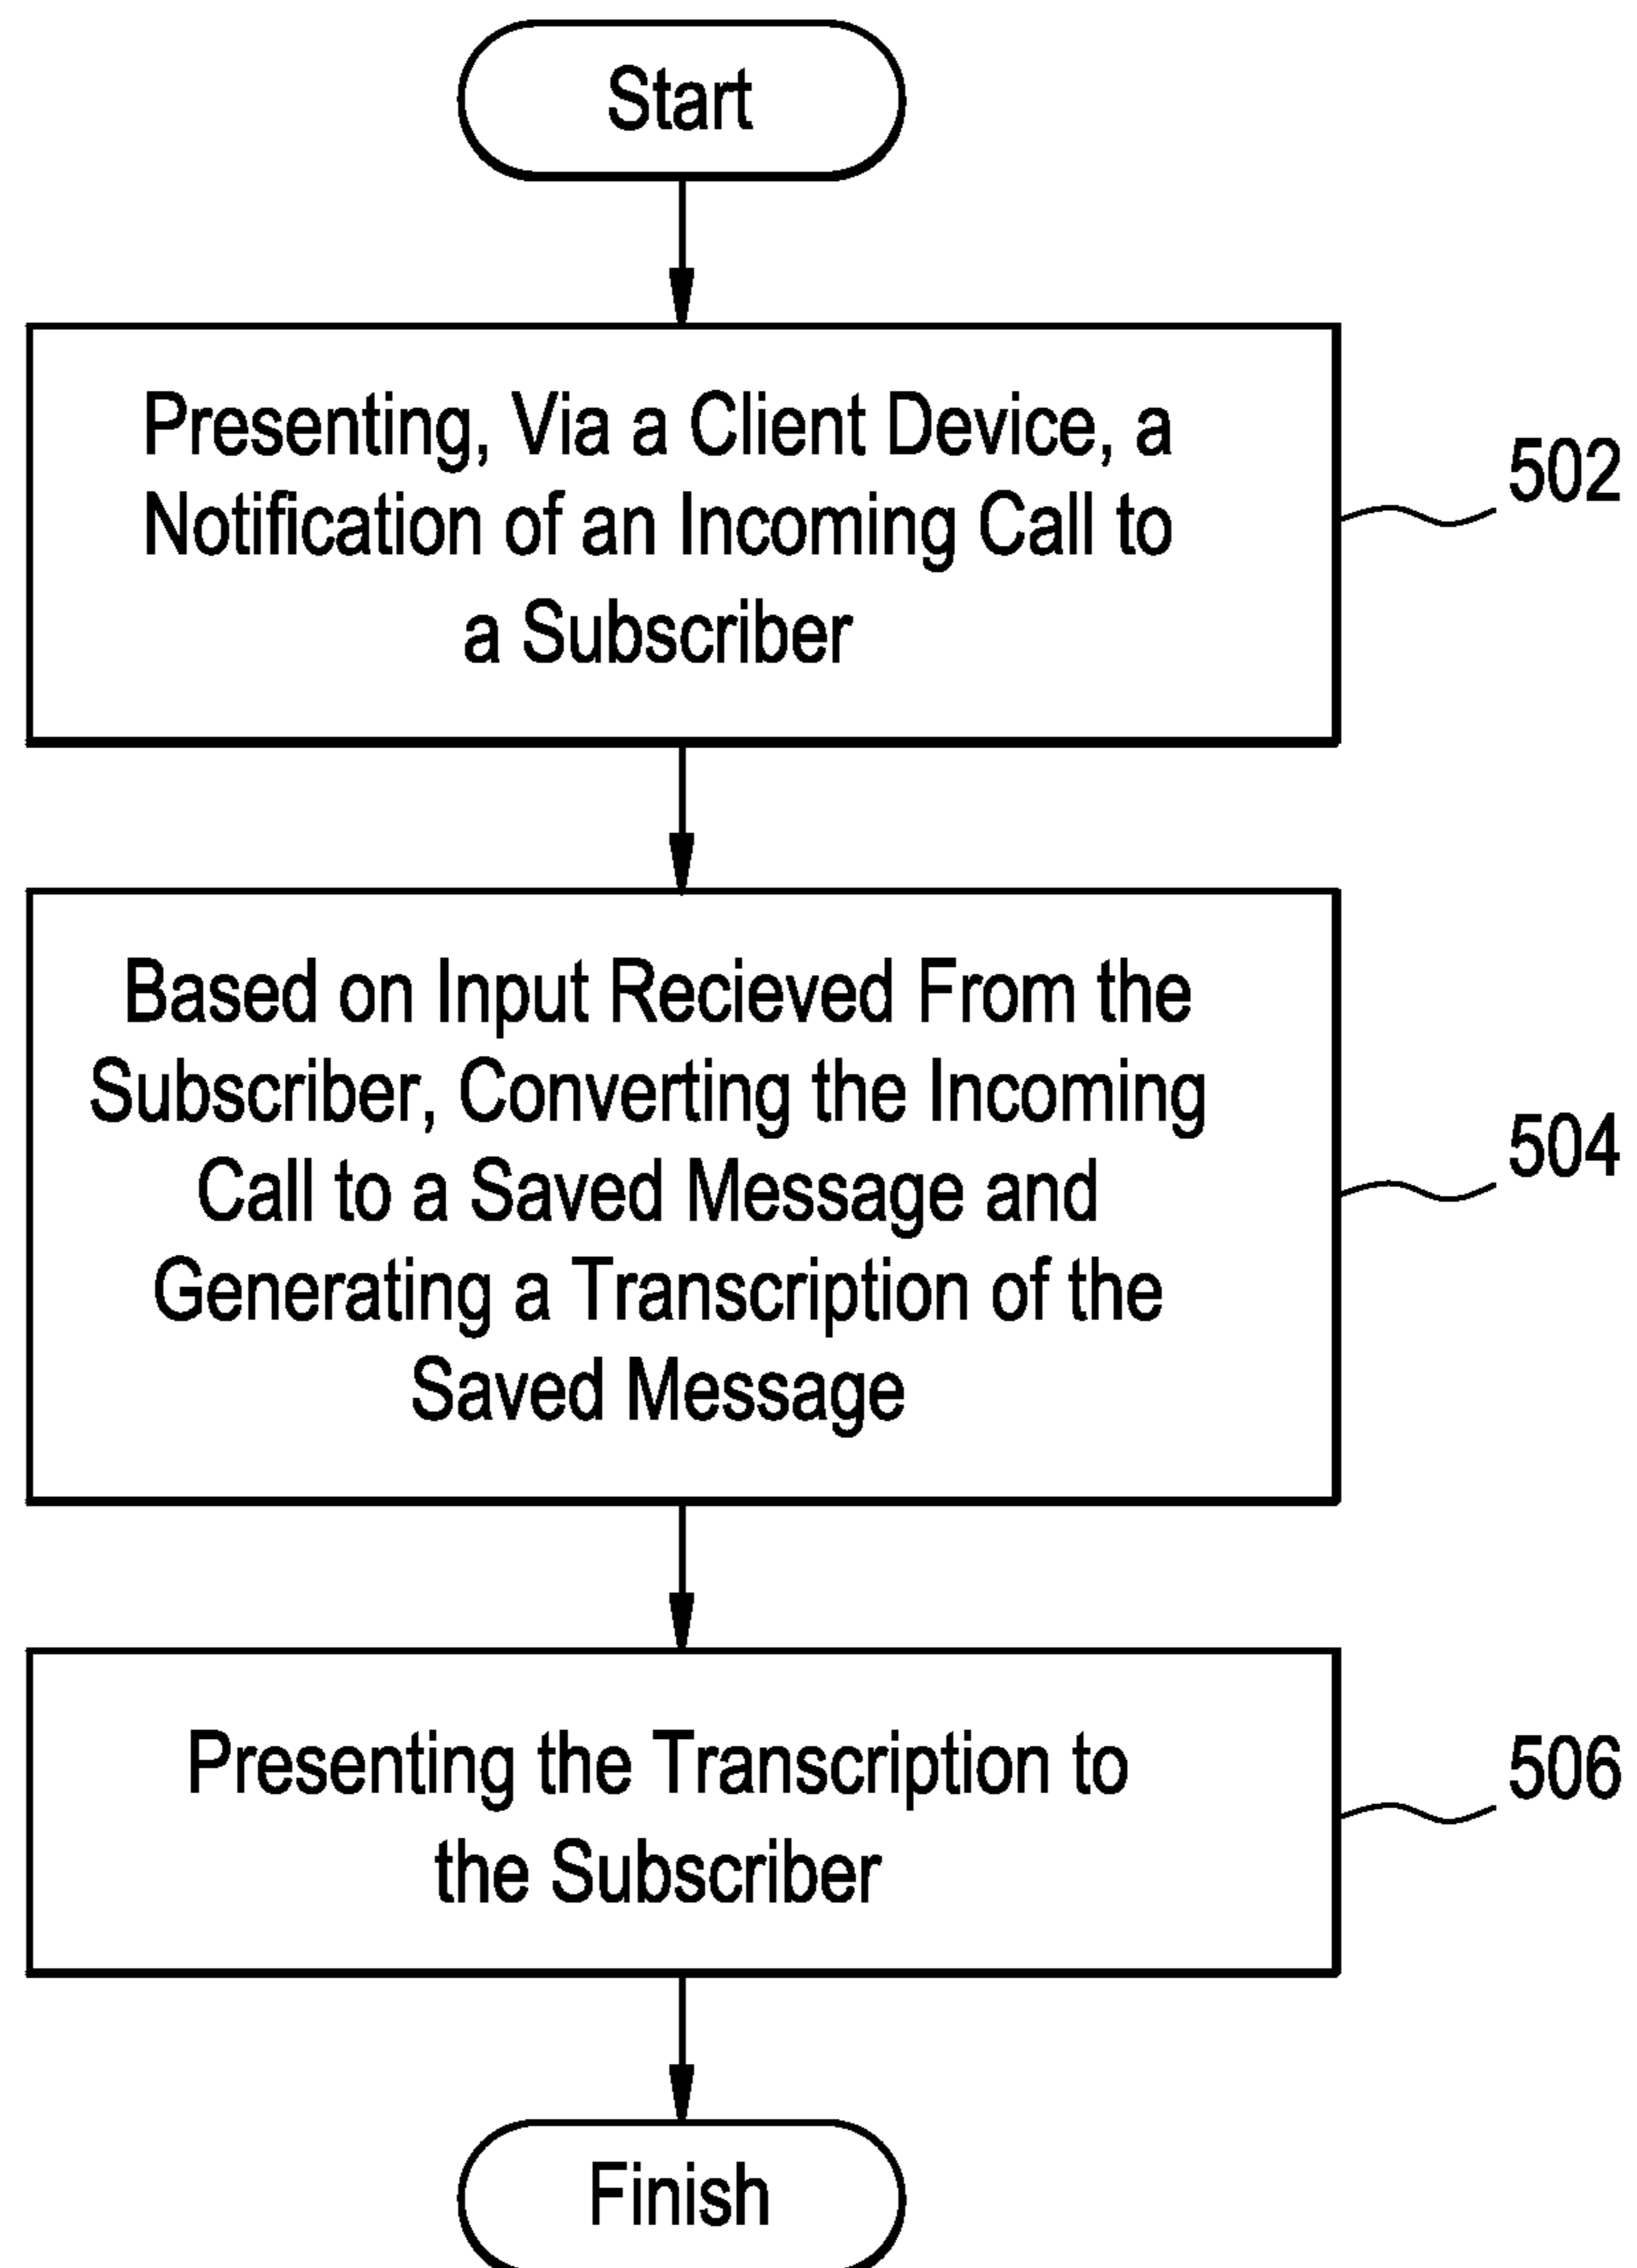 Start
Presenting, Via a Client Device, a
Notification of an Incoming Call to
a Subscriber
502
Based on Input Recieved From the
Subscriber, Converting the Incoming
Call to a Saved Message and
Generating a Transcription of the
Saved Message
504
Presenting the Transcription to
the Subscriber
506
Finish